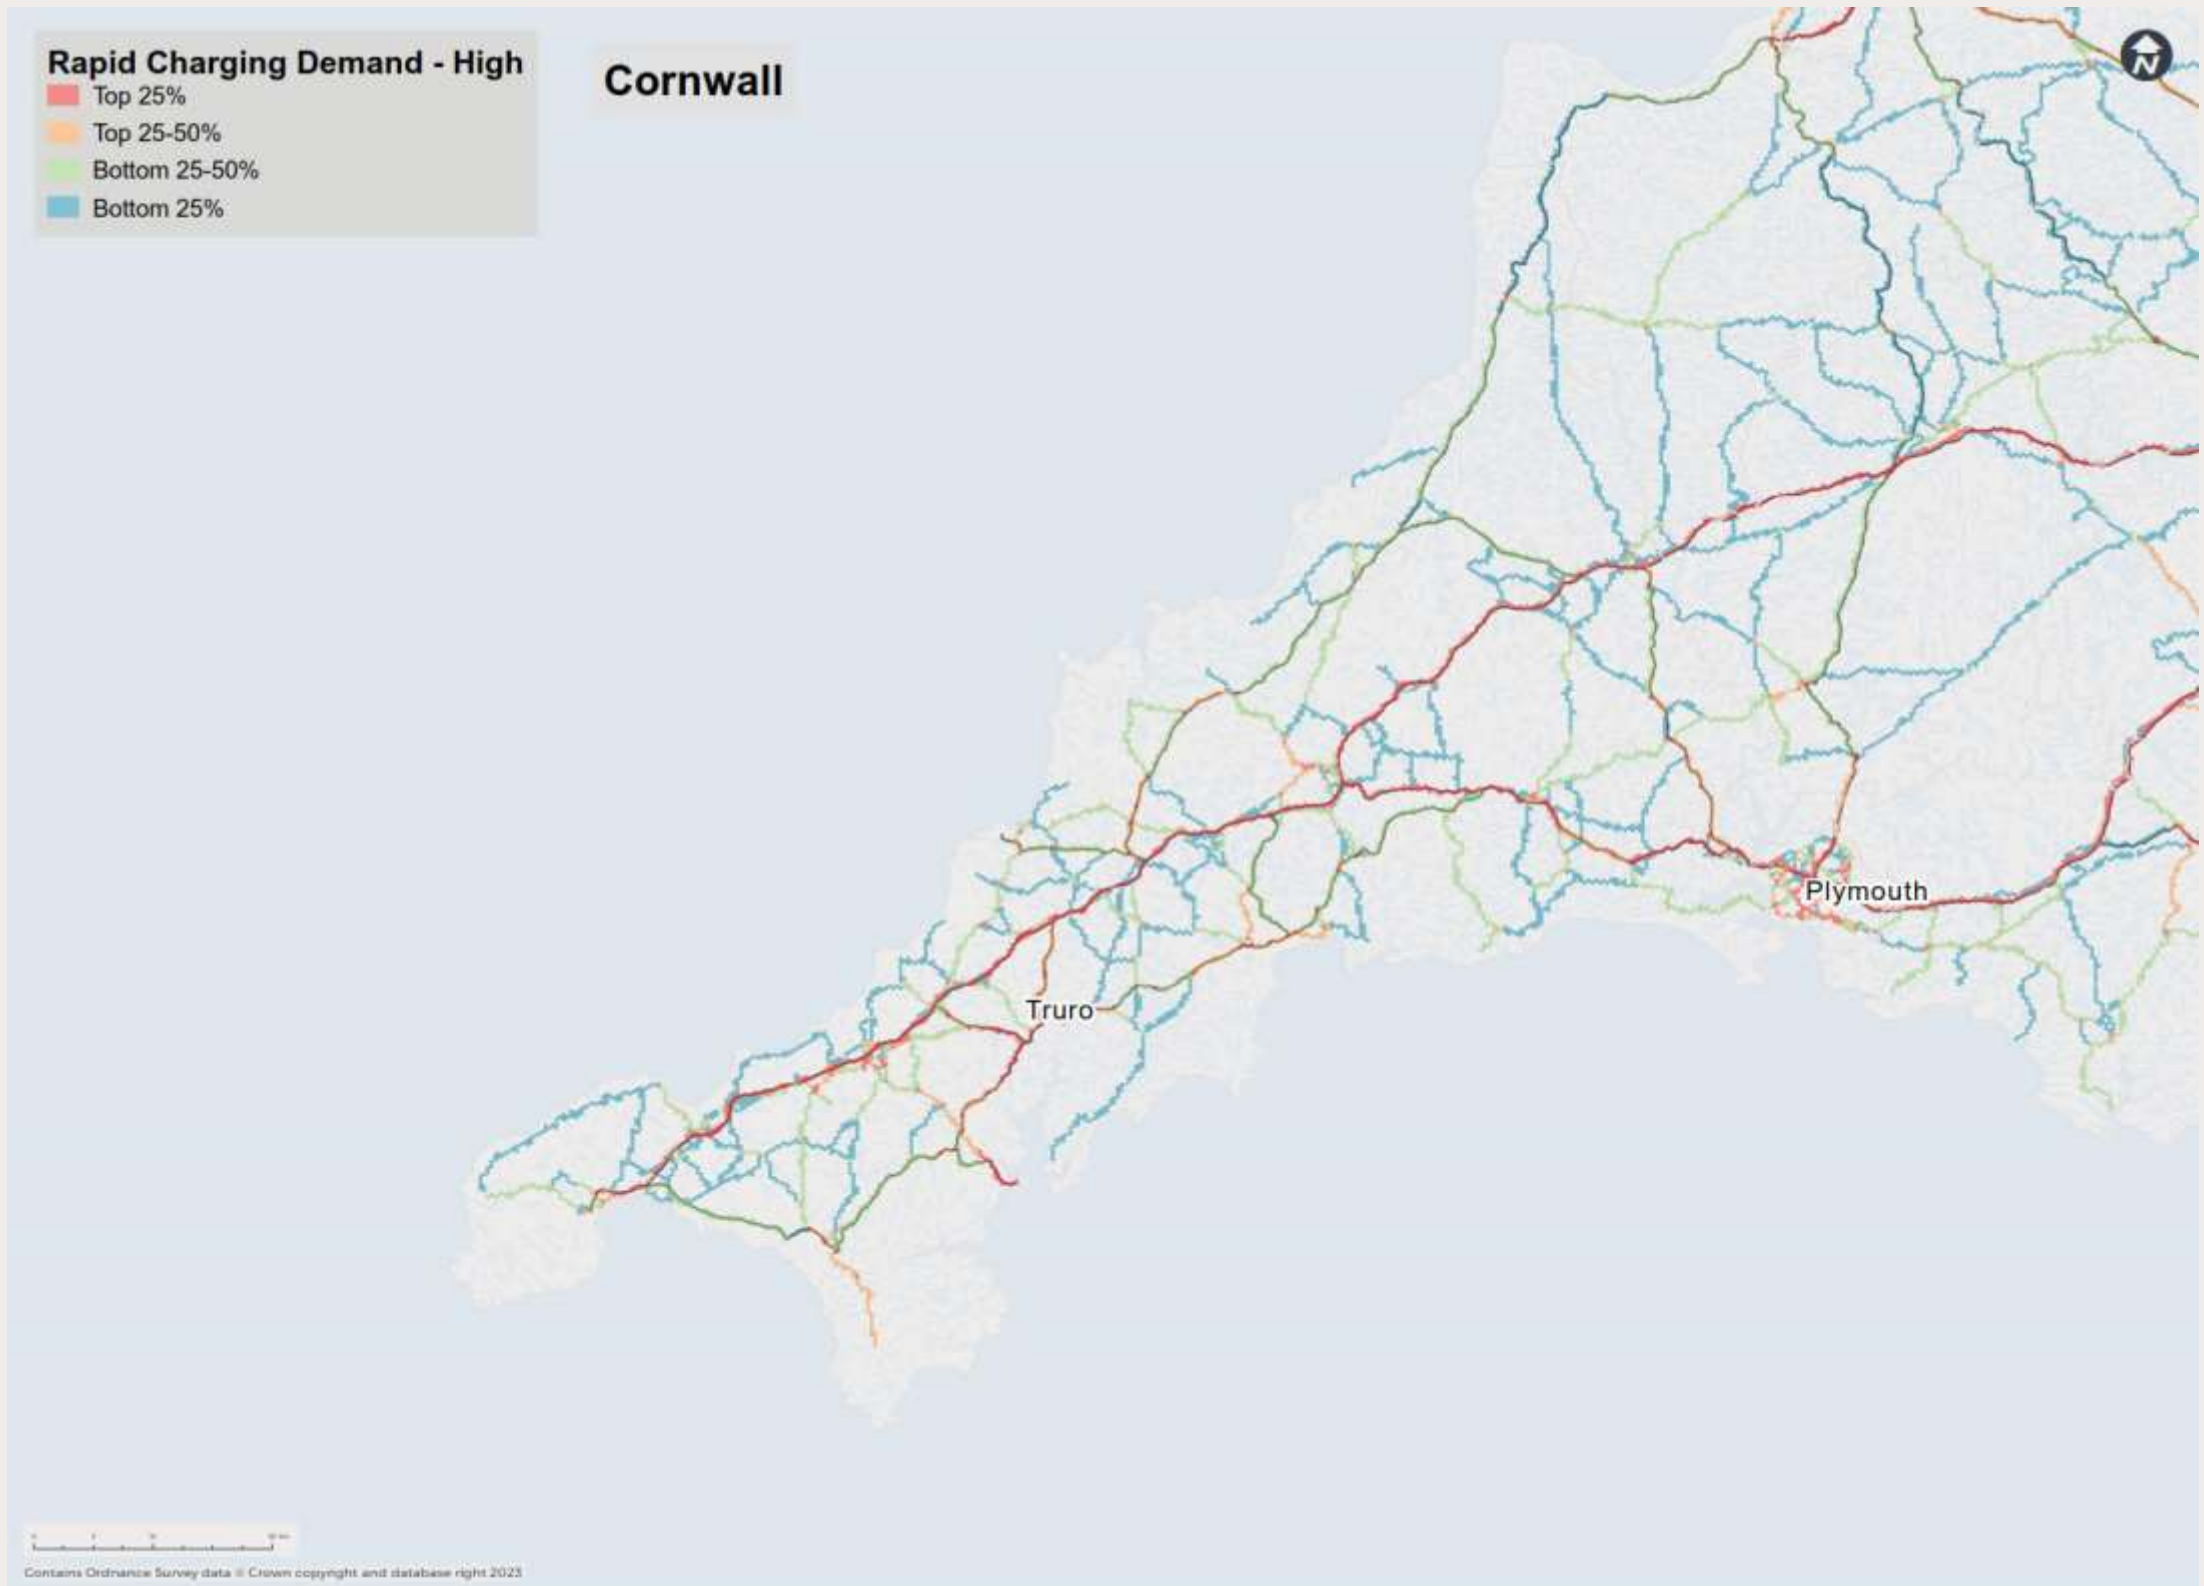 Rapid Charging Demand - High
Top 25%
Top 25-50%
Bottom 25-50%
Bottom 25%
Cornwall
N
Plymouth
Truro
Contains Ordnance Survey data © Crown copyright and database right 2023